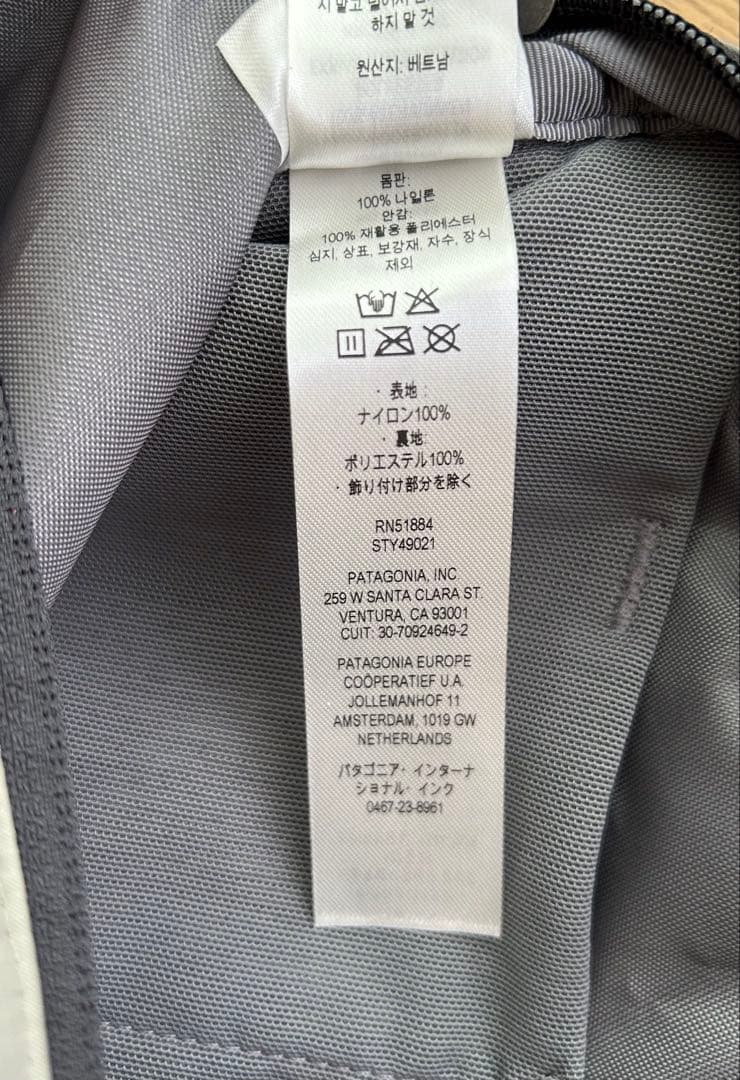 지 말고
하지 말 것
원산지: 베트남
몸판:
100% 나일론
안감:
100% 재활용 폴리에스터
심지, 상표, 보강재, 자수, 장식
제외
· 表地 :
ナイロン100%
· 裏地:
ポリエステル100%
· 飾り付け部分を除く
RN51884
STY49021
PATAGONIA, INC
259 W SANTA CLARA ST.
VENTURA, CA 93001
CUIT: 30-70924649-2
PATAGONIA EUROPE
COÖPERATIEF U.A.
JOLLEMANHOF 11
AMSTERDAM, 1019 GW
NETHERLANDS
パタゴニア· インターナ
ショナル· インク
0467-23-8961